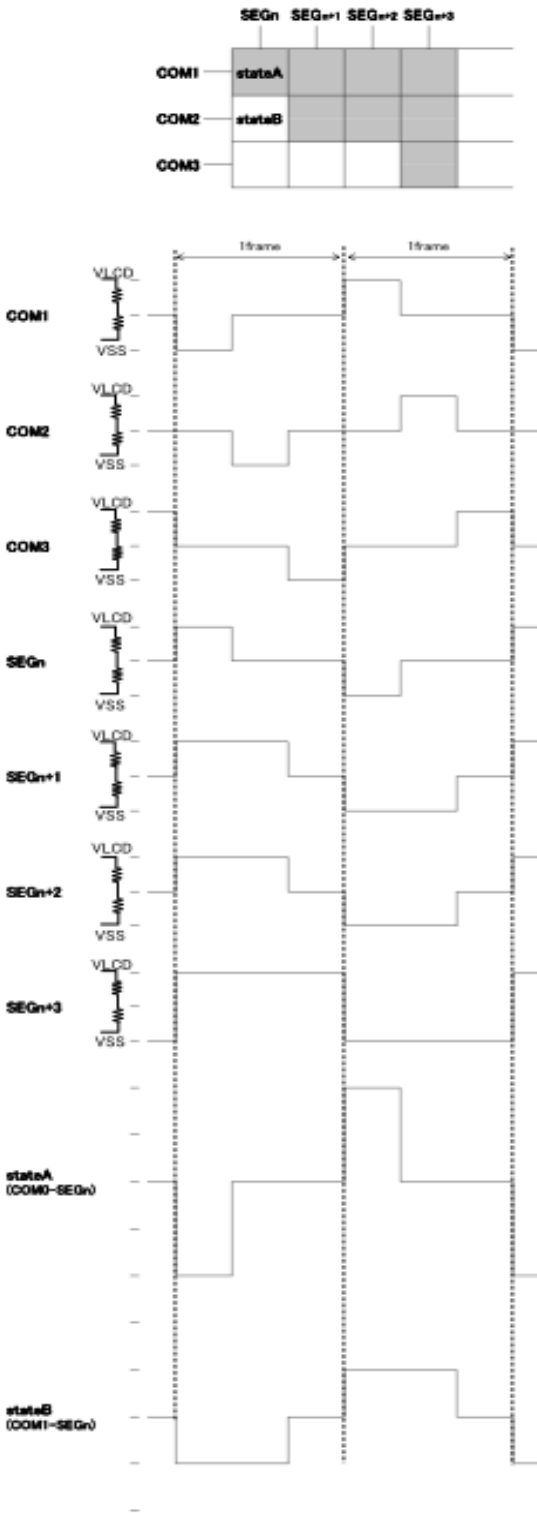 SEGn SEGn+1 SEGn+2 SEGn+3
COM1 stateA
COM2 stateB
COM3
1frame 1frame
VLCD
COM1
VSS
VLCD
COM2
VSS
VLCD
COM3
VSS
VLCD
SEGn
VSS
VLCD
SEGn+1
VSS
VLCD
SEGn+2
VSS
VLCD
SEGn+3
VSS
stateA
(COM0-SEGn)
stateB
(COM1-SEGn)